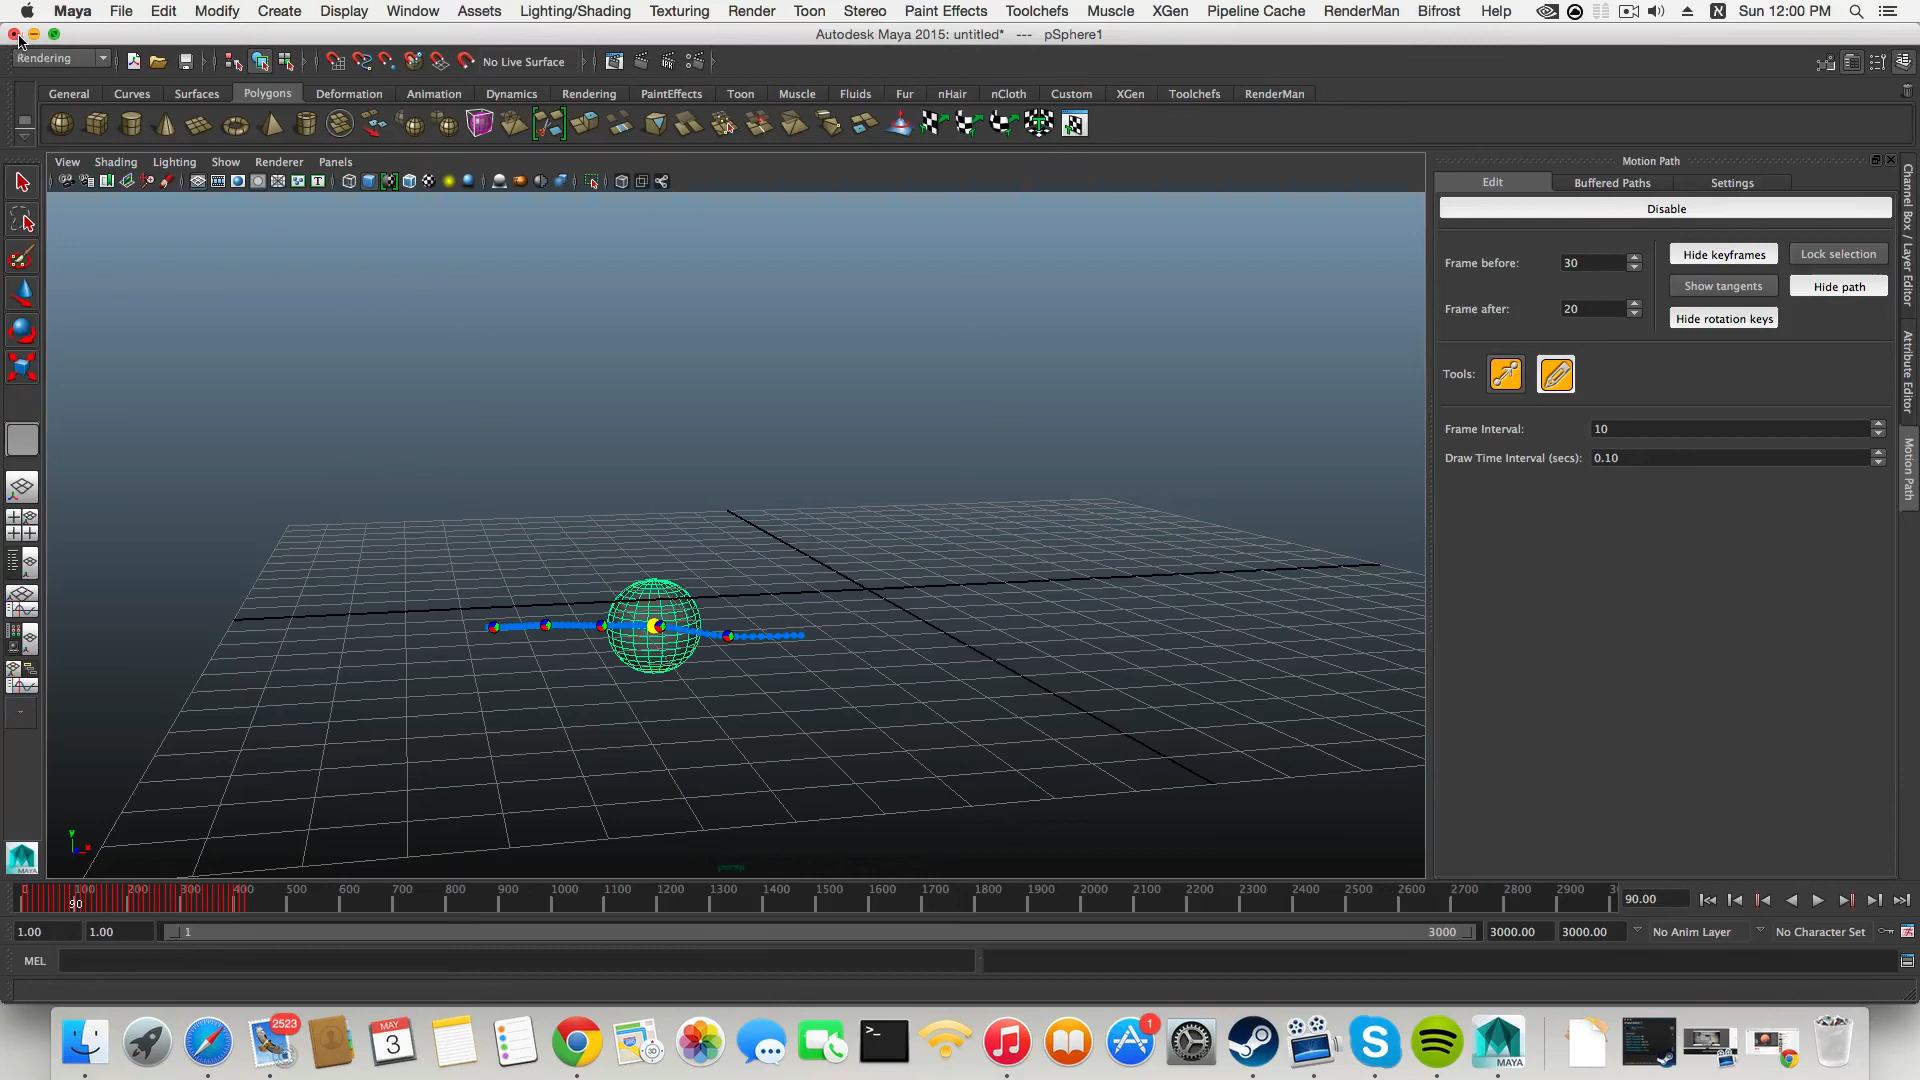 Maya File Edit Modify Create Display Window Assets Lighting/Shading Texturing Render Toon Stereo Paint Effects Toolchefs Muscle XGen Pipeline Cache RenderMan Bifrost Help Sun 12:00 PM
Autodesk Maya 2015: untitled* --- pSphere1
Rendering No Live Surface
General Curves Surfaces Polygons Deformation Animation Dynamics Rendering PaintEffects Toon Muscle Fluids Fur nHair nCloth Custom XGen Toolchefs RenderMan
View Shading Lighting Show Renderer Panels
Motion Path
Edit Buffered Paths Settings
Disable
Frame before: 30 Hide keyframes Lock selection
Show tangents Hide path
Frame after: 20
Hide rotation keys
Tools:
Frame Interval: 10
Draw Time Interval (secs): 0.10
Channel Box / Layer Editor
Attribute Editor
Motion Path
y
x
persp
MAYA
0 100 200 300 400 500 600 700 800 900 1000 1100 1200 1300 1400 1500 1600 1700 1800 1900 2000 2100 2200 2300 2400 2500 2600 2700 2800 2900
90 90.00
1.00 1.00 1 3000 3000.00 3000.00 No Anim Layer No Character Set
MEL
2523
MAY
3
3D
>_
1
MAYA